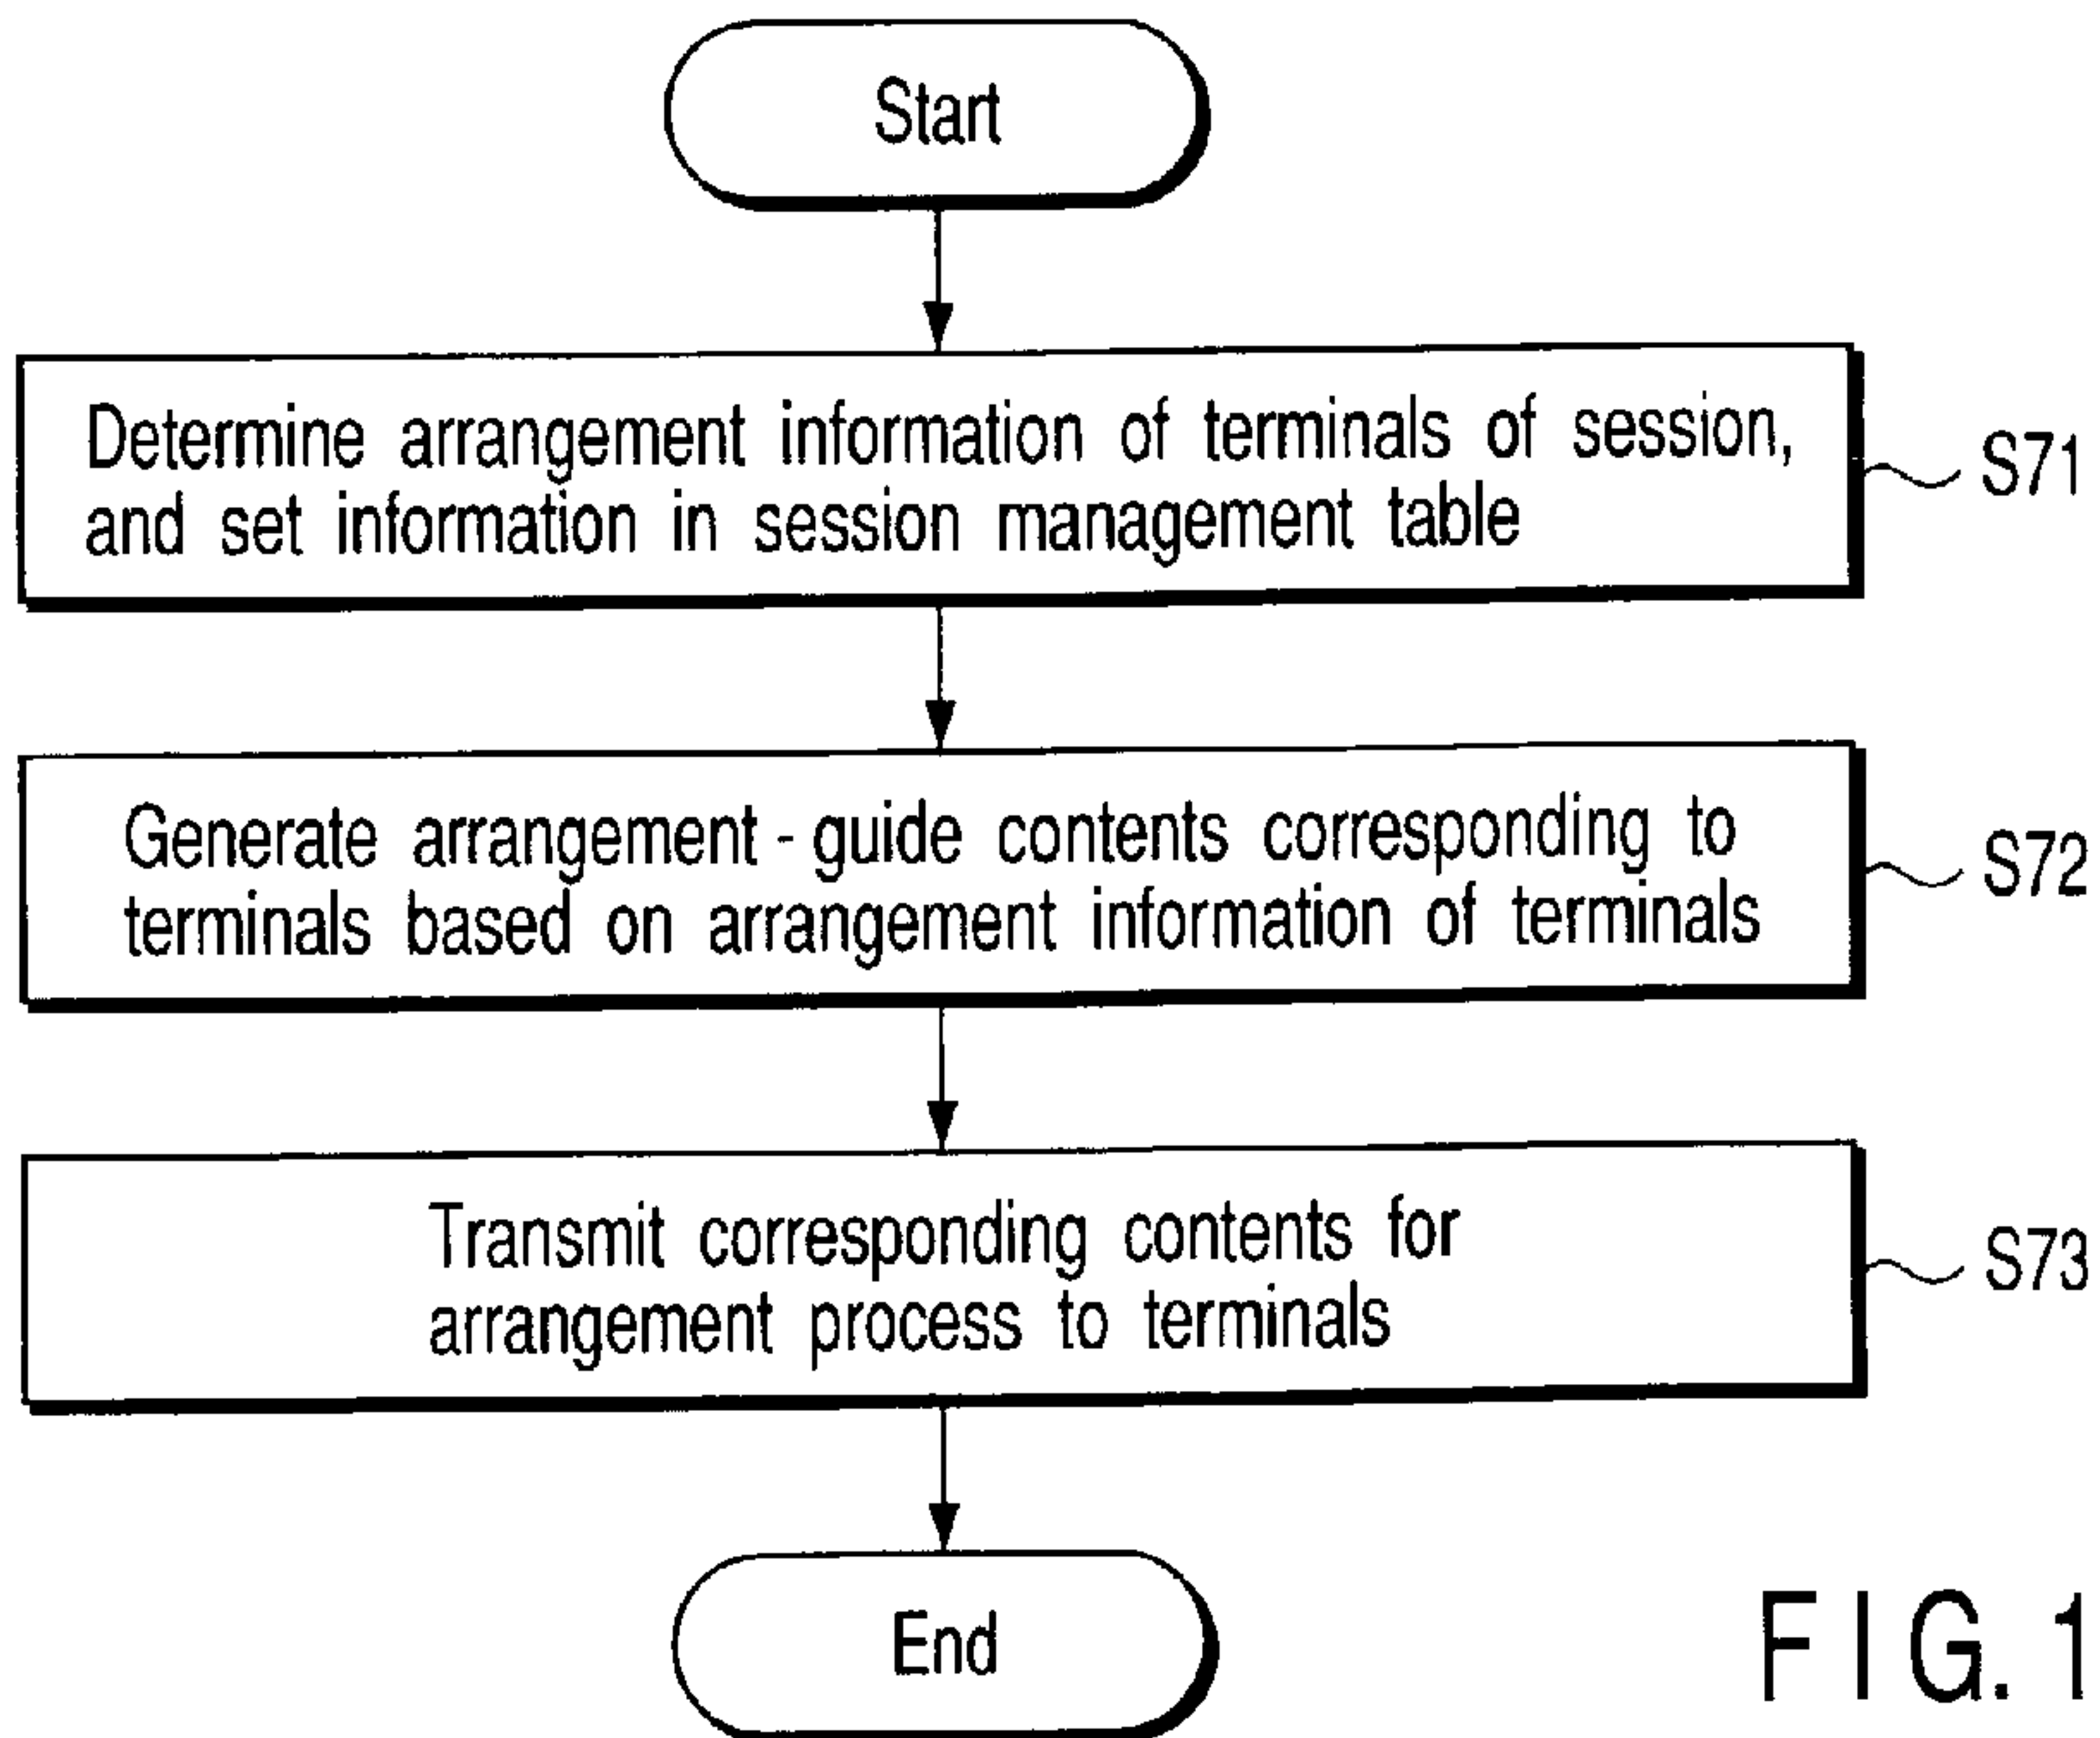 Start
Determine arrangement information of terminals of session,
and set information in session management table
S71
Generate arrangement-guide contents corresponding to
terminals based on arrangement information of terminals
S72
Transmit corresponding contents for
arrangement process to terminals
S73
End
FIG. 1